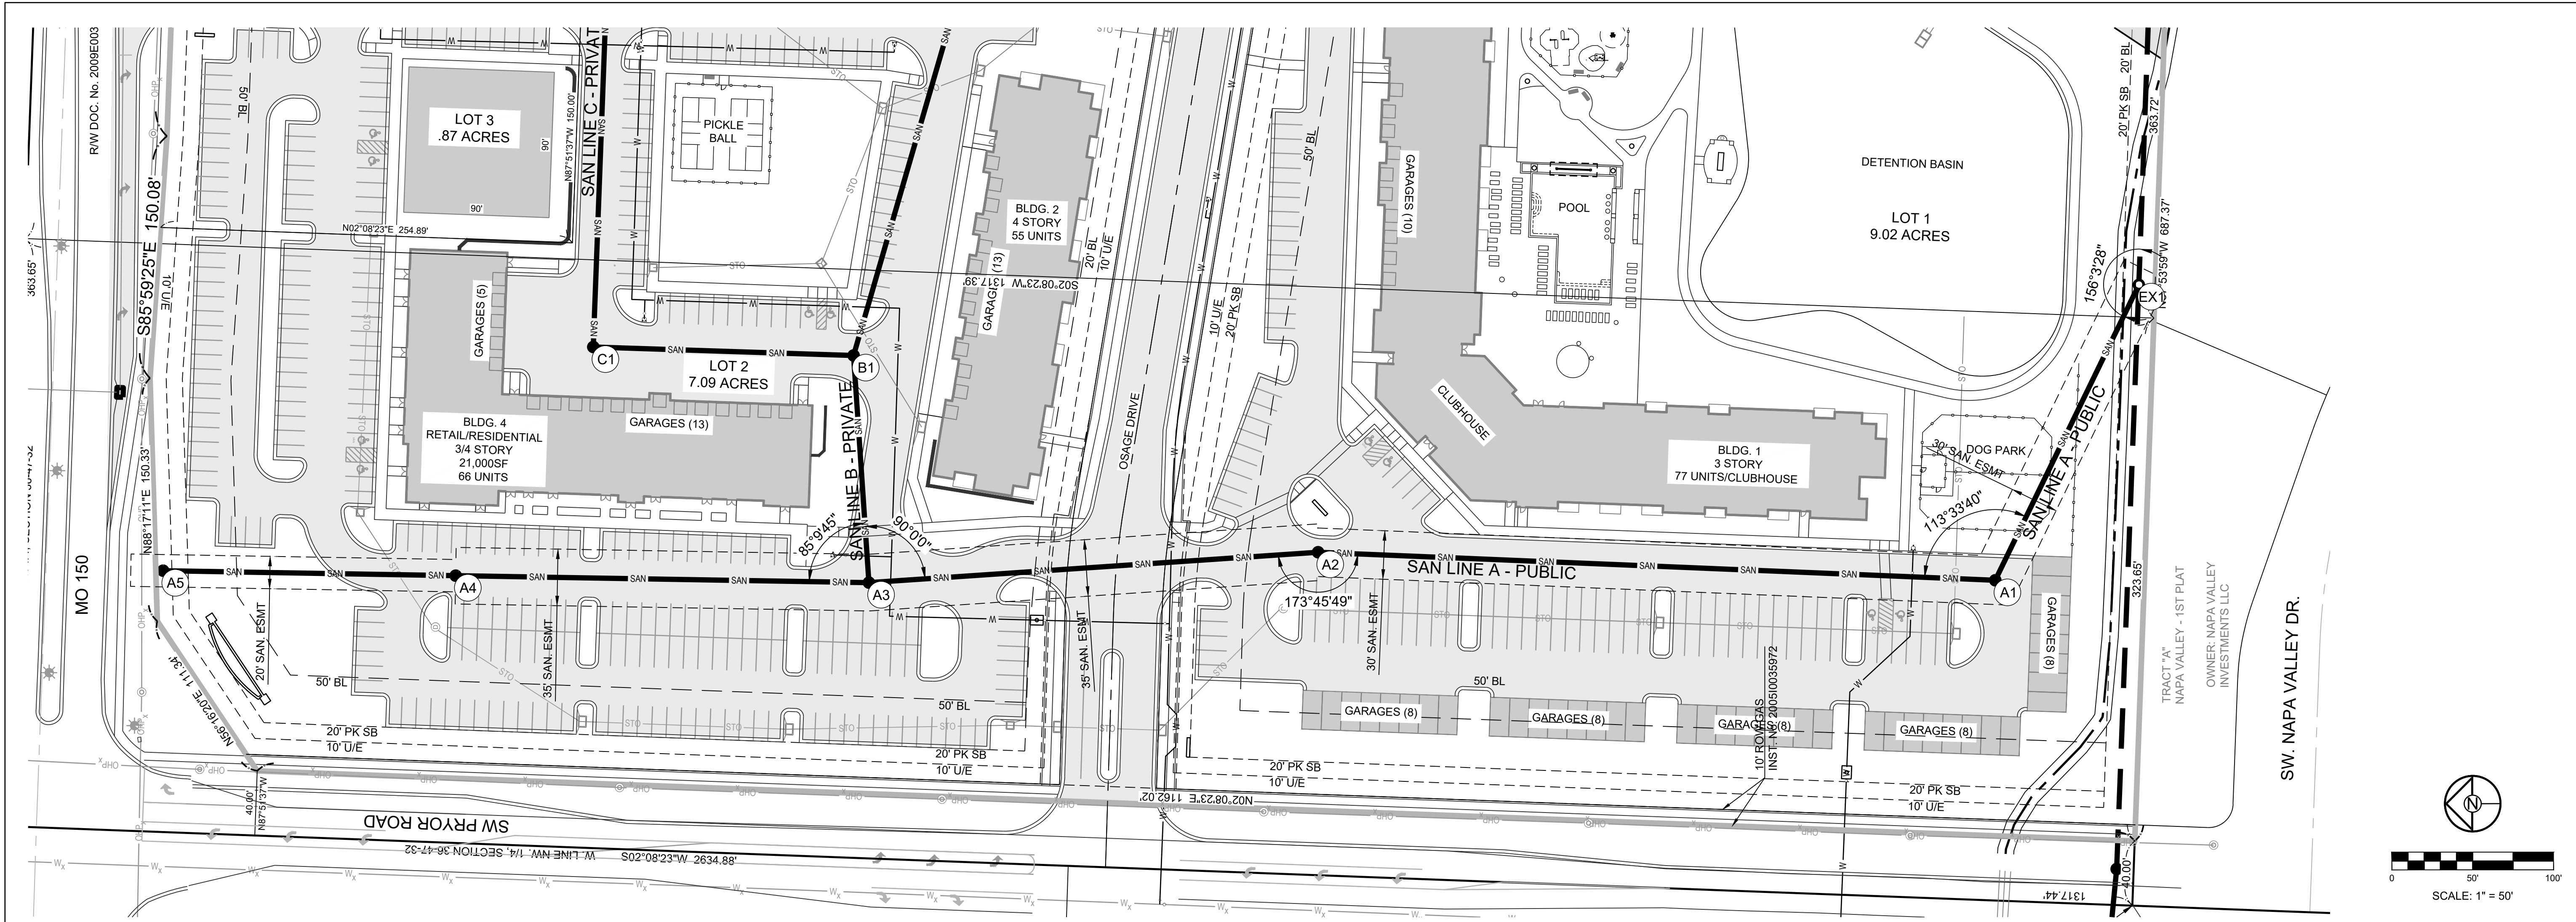 R/W DOC. No. 2009E003
363.65'
MO 150
S85°59'25"E 150.08'
N88°17'11"E 150.33'
N56°16'20"E 111.34'
10' U/E
50' BL
LOT 3
.87 ACRES
90'
90'
N87°51'37"W 150.00'
N02°08'23"E 254.89'
SAN LINE C - PRIVAT
PICKLE
BALL
BLDG. 2
4 STORY
55 UNITS
GARAGES (13)
20' BL
10' U/E
S02°08'23"W 1317.39'
GARAGES (5)
C1
B1
LOT 2
7.09 ACRES
BLDG. 4
RETAIL/RESIDENTIAL
3/4 STORY
21,000SF
66 UNITS
GARAGES (13)
SAN LINE B - PRIVATE
85°9'45"
90°0'0"
OSAGE DRIVE
10' U/E
20' PK SB
50' BL
GARAGES (10)
POOL
CLUBHOUSE
DETENTION BASIN
LOT 1
9.02 ACRES
20' PK SB
20' BL
363.72'
53'59"W 687.37'
156°3'28"
EX1
BLDG. 1
3 STORY
77 UNITS/CLUBHOUSE
DOG PARK
30' SAN. ESMT
SAN LINE A - PUBLIC
113°33'40"
A5
A4
A3
A2
A1
SAN LINE A - PUBLIC
173°45'49"
20' SAN. ESMT
35' SAN. ESMT
35' SAN. ESMT
30' SAN. ESMT
50' BL
50' BL
50' BL
GARAGES (8)
GARAGES (8)
GARAGES (8)
GARAGES (8)
GARAGES (8)
10' ROW GAS
INST. NO. 2005I0035972
20' PK SB
10' U/E
20' PK SB
10' U/E
20' PK SB
10' U/E
20' PK SB
10' U/E
N02°08'23"E 1162.02'
40.00'
N87°51'37"W
SW PRYOR ROAD
W. LINE NW. 1/4, SECTION 36-47-32
S02°08'23"W 2634.88'
1317.44'
40.00'
323.65'
TRACT "A"
NAPA VALLEY - 1ST PLAT
OWNER: NAPA VALLEY
INVESTMENTS LLC
SW. NAPA VALLEY DR.
N
0 50' 100'
SCALE: 1" = 50'
SAN
STO
W
OHPx
Wx